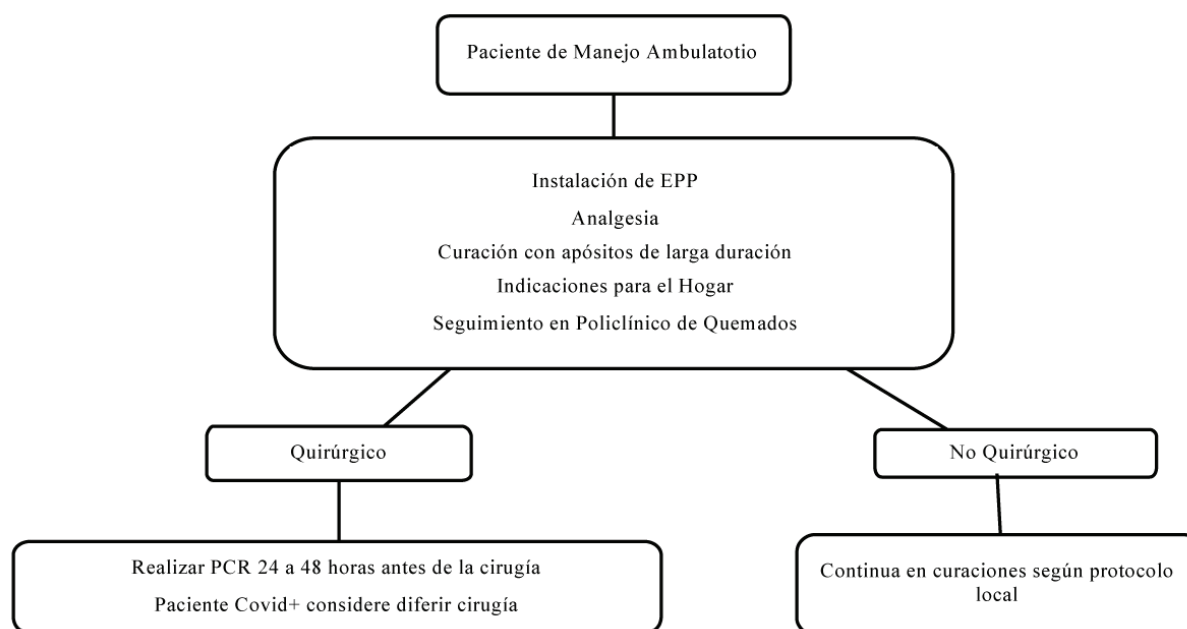 Paciente de Manejo Ambulatotio
Instalación de EPP
Analgesia
Curación con apósitos de larga duración
Indicaciones para el Hogar
Seguimiento en Policlínico de Quemados
Quirúrgico
No Quirúrgico
Realizar PCR 24 a 48 horas antes de la cirugía
Paciente Covid+ considere diferir cirugía
Continua en curaciones según protocolo
local